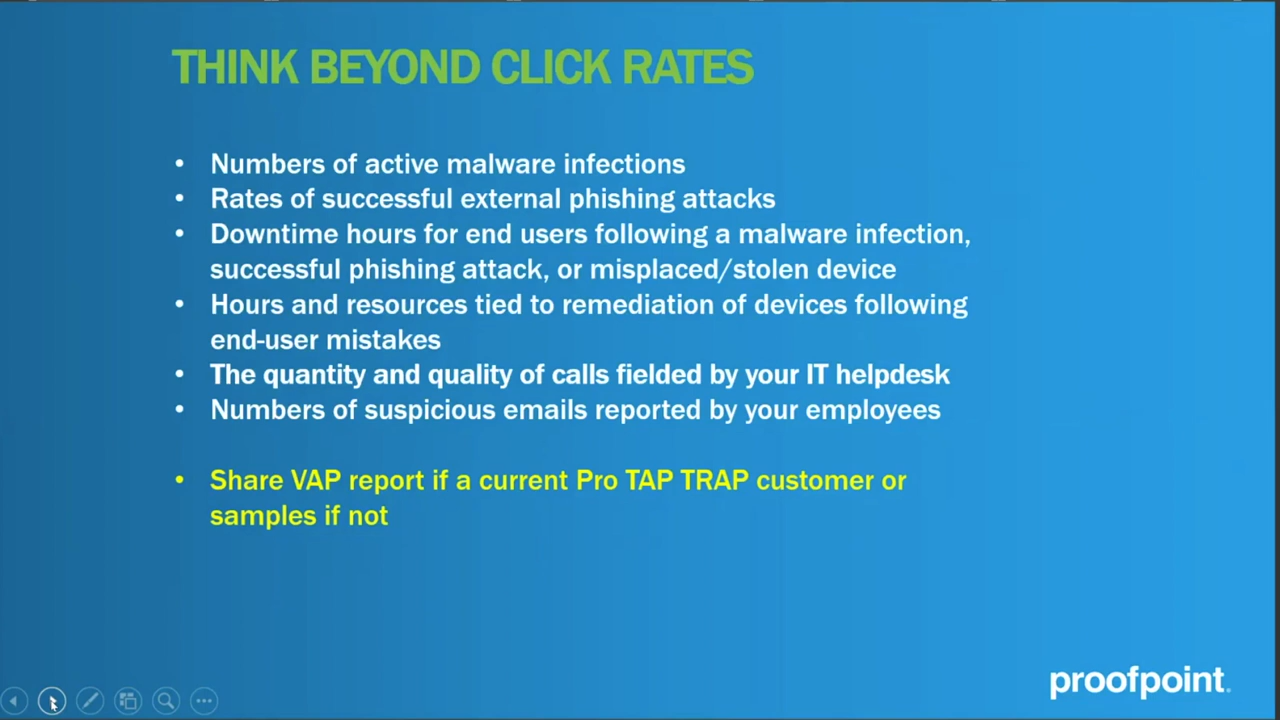 THINK BEYOND CLICK RATES
• Numbers of active malware infections
• Rates of successful external phishing attacks
• Downtime hours for end users following a malware infection,
successful phishing attack, or misplaced/stolen device
• Hours and resources tied to remediation of devices following
end-user mistakes
• The quantity and quality of calls fielded by your IT helpdesk
• Numbers of suspicious emails reported by your employees
• Share VAP report if a current Pro TAP TRAP customer or
samples if not
proofpoint.